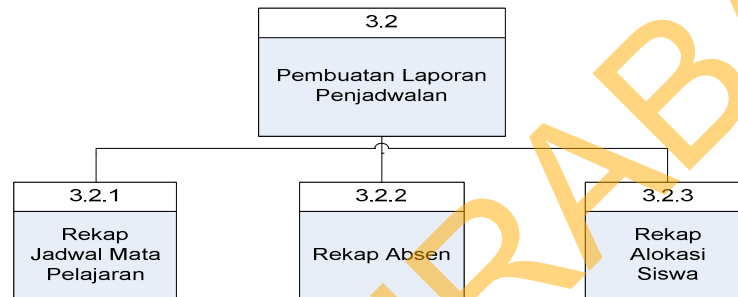 3.2
Pembuatan Laporan
Penjadwalan
3.2.1
Rekap
Jadwal Mata
Pelajaran
3.2.2
Rekap Absen
3.2.3
Rekap
Alokasi
Siswa
RABA